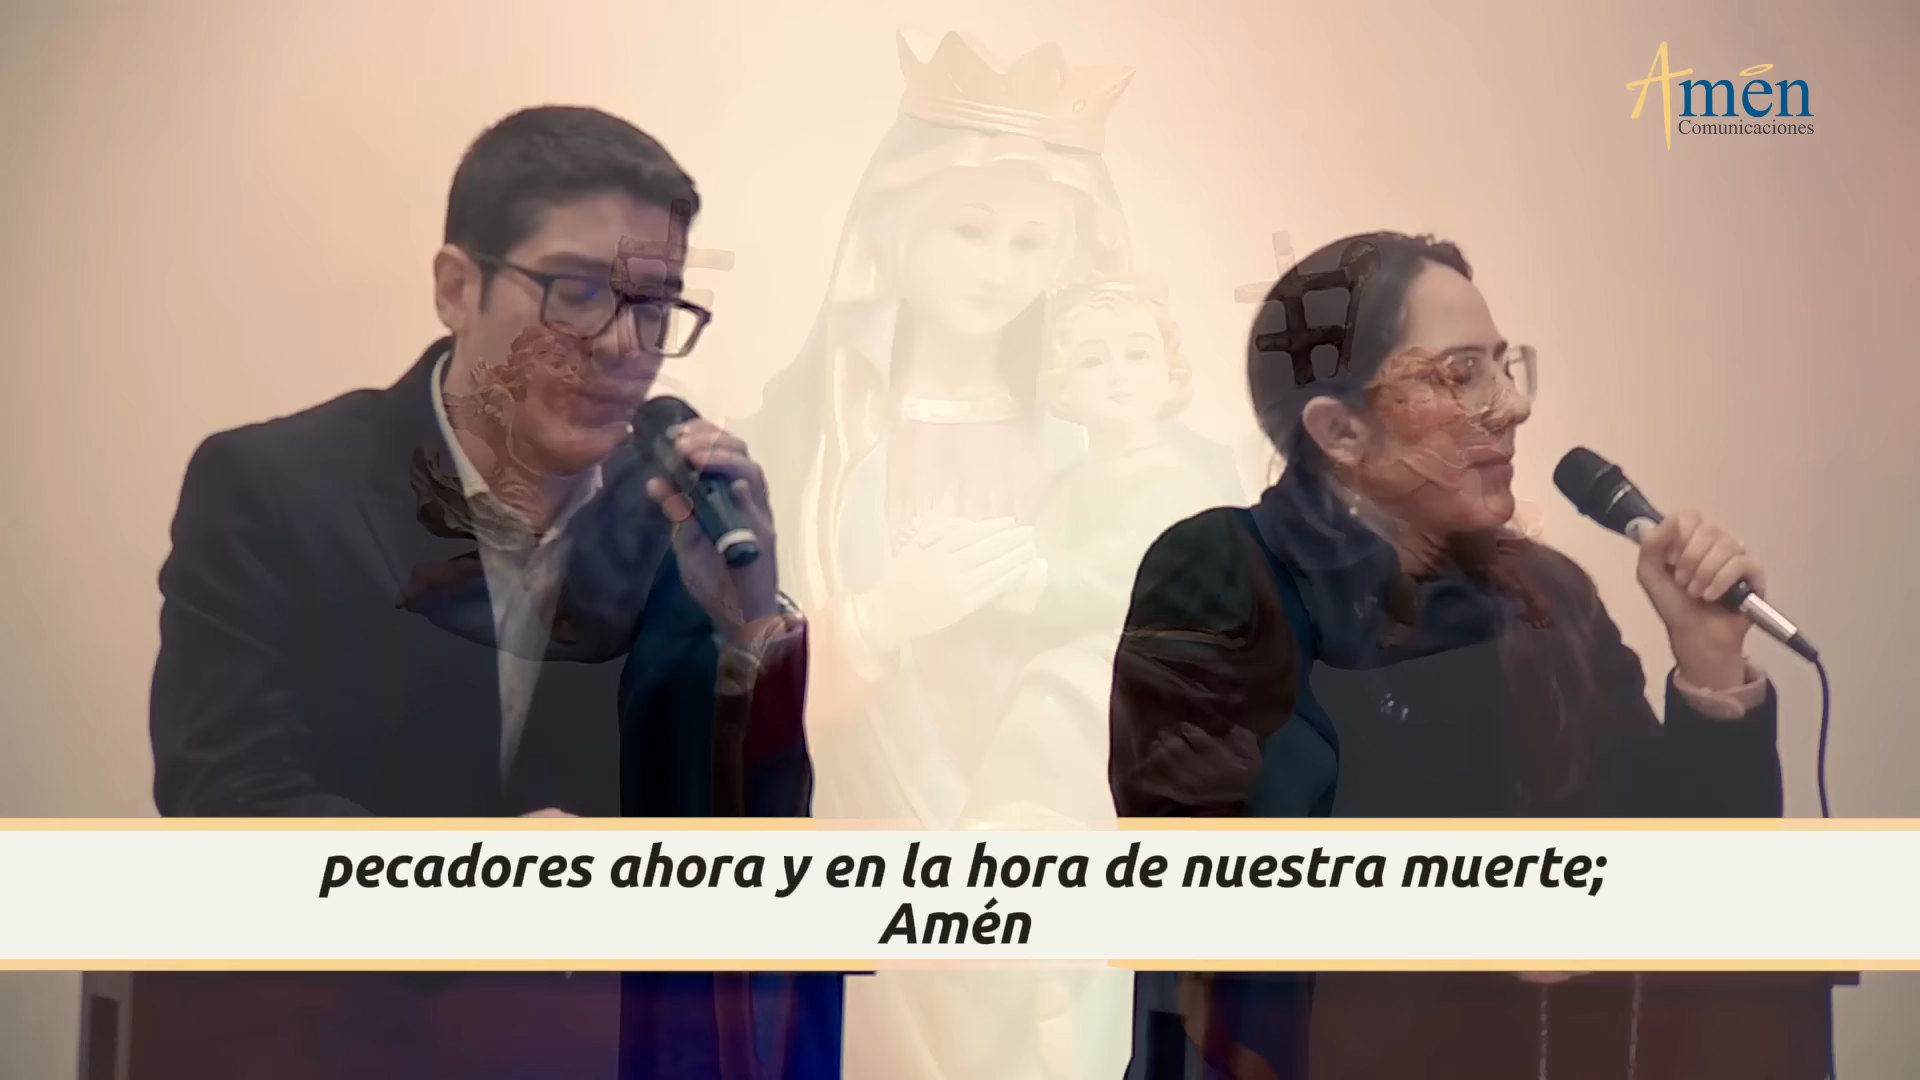 Amén
Comunicaciones
pecadores ahora y en la hora de nuestra muerte;
Amén